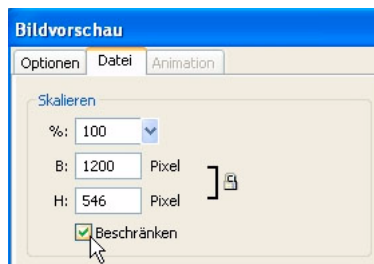 Bildvorschau
Optionen Datei Animation
Skalieren
%: 100
B: 1200 Pixel
H: 546 Pixel
Beschränken